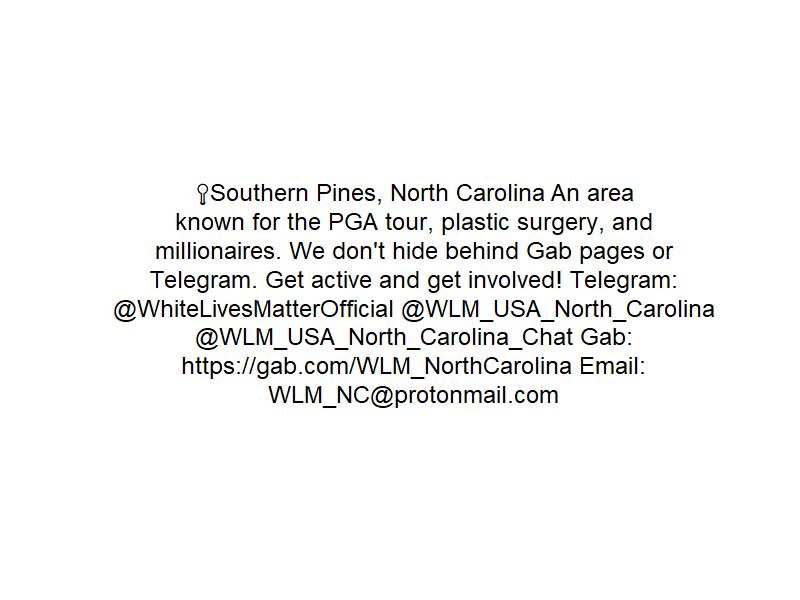 📍Southern Pines, North Carolina An area
known for the PGA tour, plastic surgery, and
millionaires. We don't hide behind Gab pages or
Telegram. Get active and get involved! Telegram:
@WhiteLivesMatterOfficial @WLM_USA_North_Carolina
@WLM_USA_North_Carolina_Chat Gab:
https://gab.com/WLM_NorthCarolina Email:
WLM_NC@protonmail.com